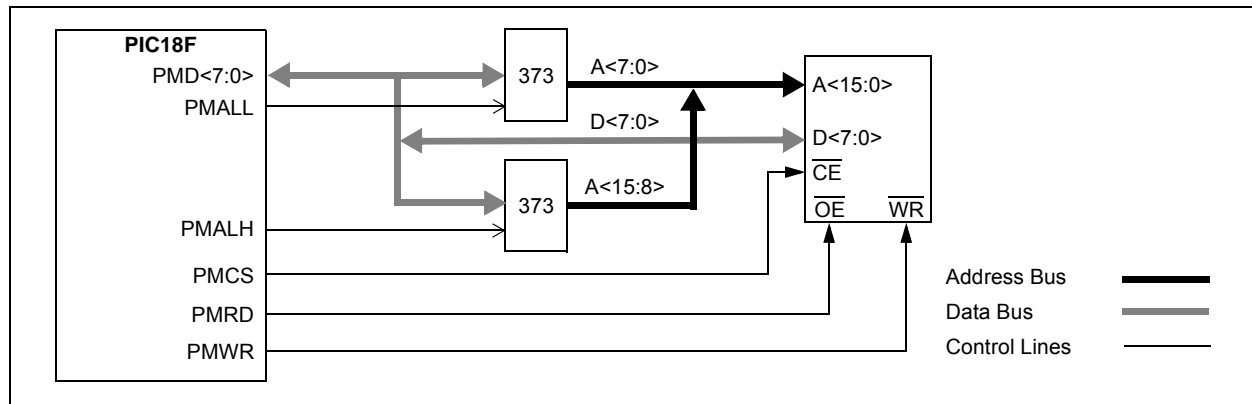 PIC18F
PMD<7:0>
PMALL
373
A<7:0>
D<7:0>
373
A<15:8>
A<15:0>
D<7:0>
CE
OE WR
PMALH
PMCS
PMRD
PMWR
Address Bus
Data Bus
Control Lines